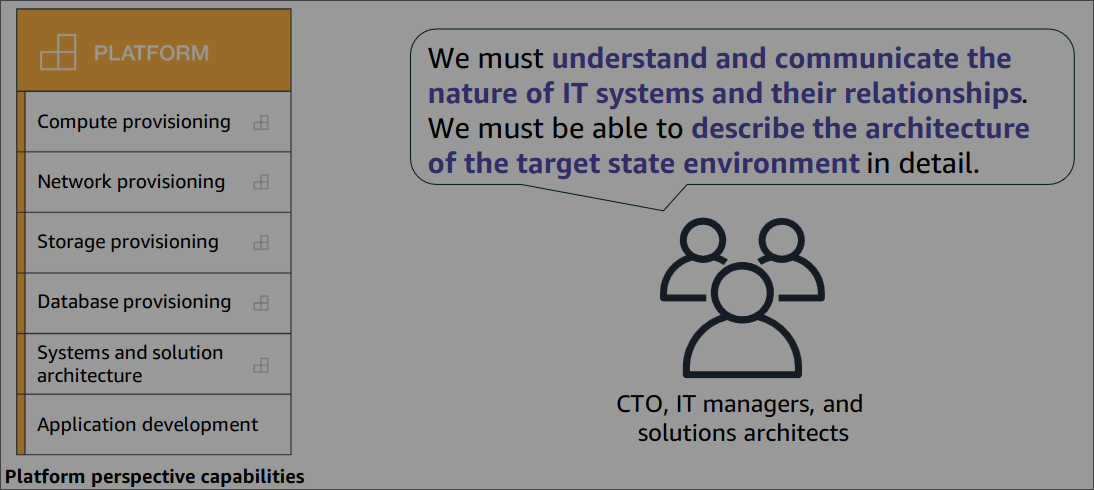 PLATFORM
Compute provisioning
Network provisioning
Storage provisioning
Database provisioning
Systems and solution
architecture
Application development
Platform perspective capabilities
We must understand and communicate the
nature of IT systems and their relationships.
We must be able to describe the architecture
of the target state environment in detail.
CTO, IT managers, and
solutions architects